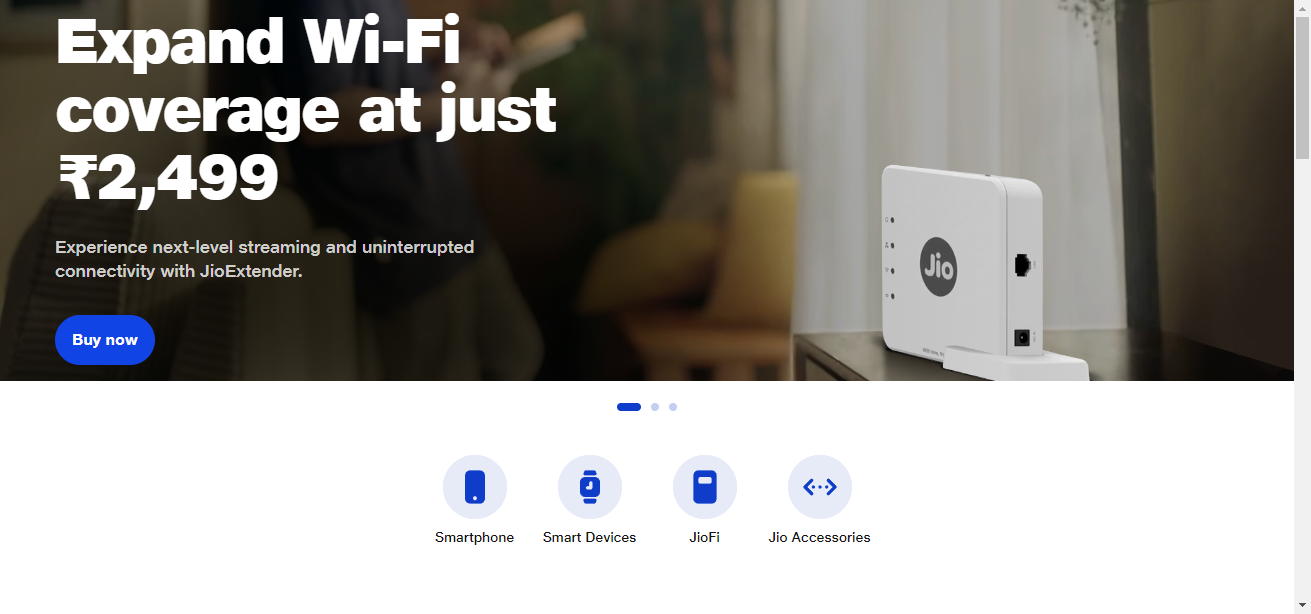 Expand Wi-Fi
coverage at just
₹2,499
Experience next-level streaming and uninterrupted
connectivity with JioExtender.
Jio
Buy now
Smartphone
Smart Devices
JioFi
Jio Accessories